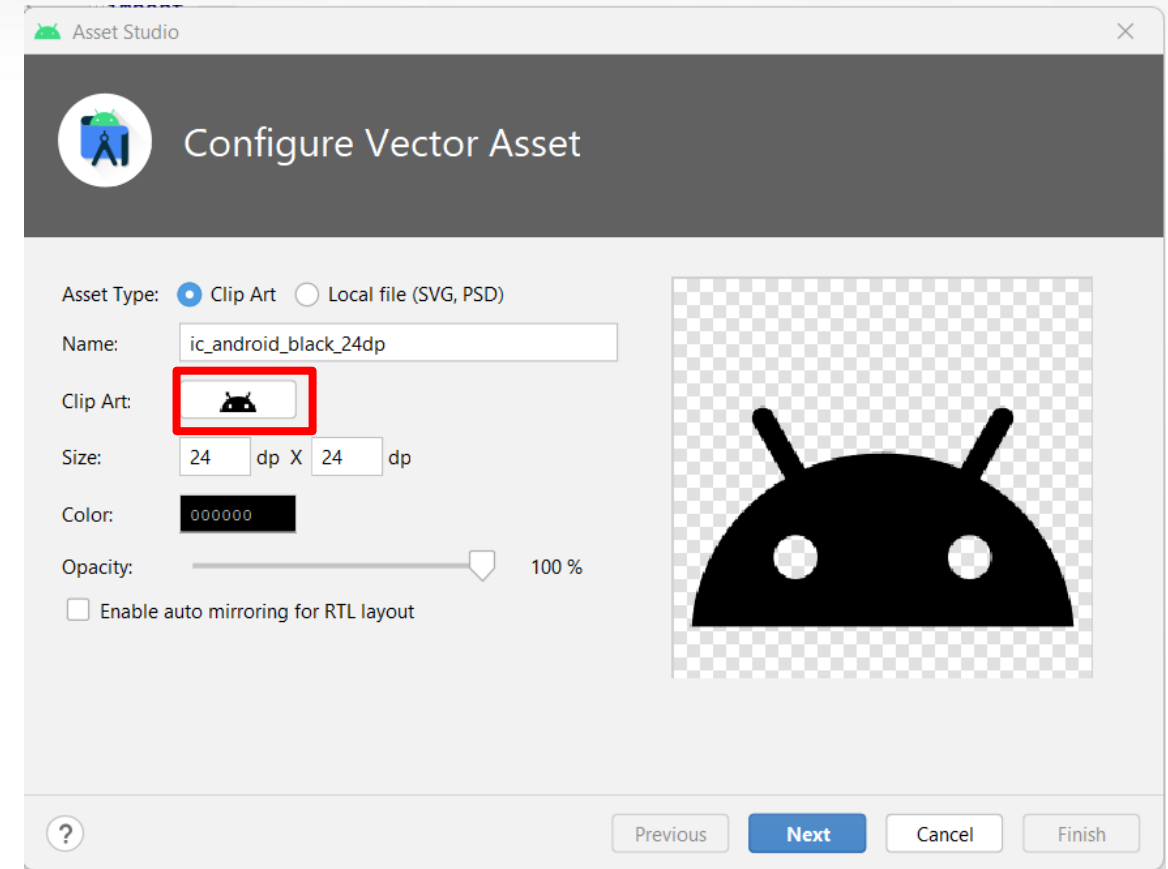 Asset Studio
Configure Vector Asset
Asset Type: Clip Art Local file (SVG, PSD)
Name: ic_android_black_24dp
Clip Art:
Size: 24 dp X 24 dp
Color: 000000
Opacity: 100 %
Enable auto mirroring for RTL layout
? Previous Next Cancel Finish